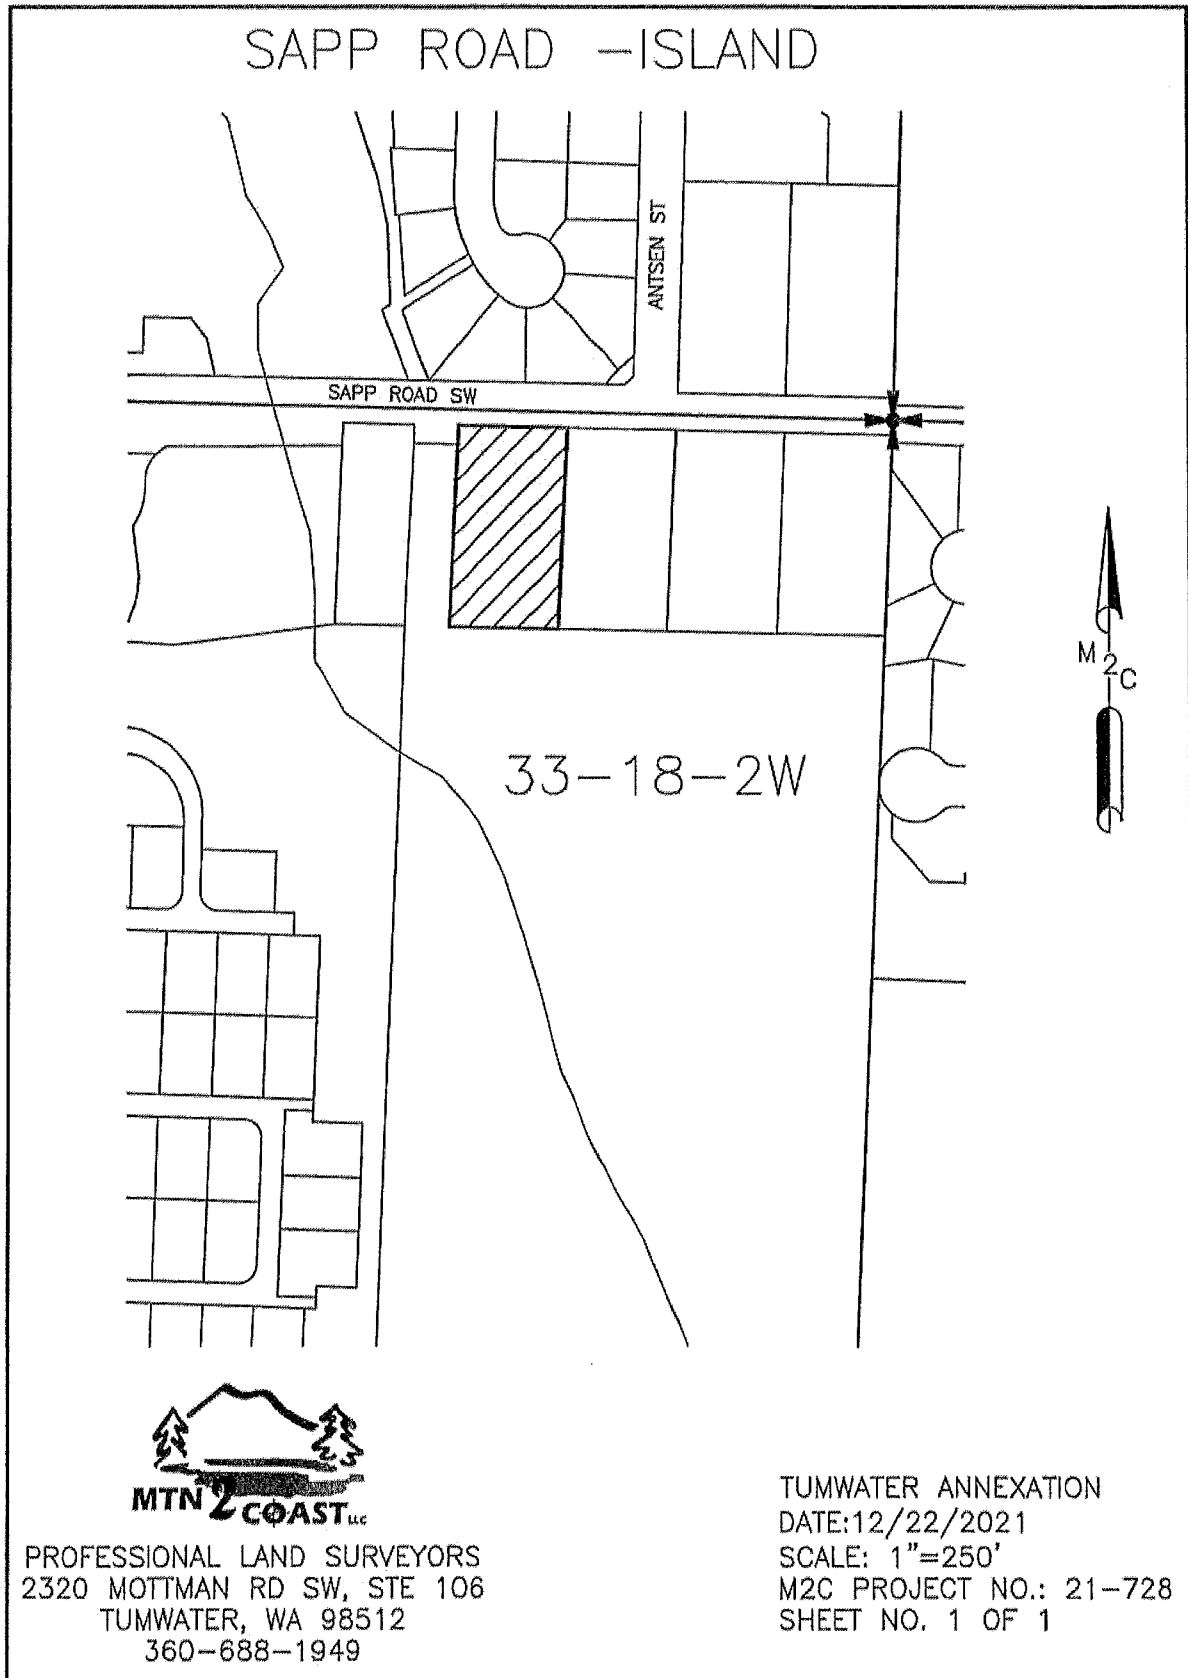 SAPP ROAD -ISLAND
ANTSEN ST
SAPP ROAD SW
M2C
33-18-2W
MTN 2 COAST LLC
PROFESSIONAL LAND SURVEYORS
2320 MOTTMAN RD SW, STE 106
TUMWATER, WA 98512
360-688-1949
TUMWATER ANNEXATION
DATE:12/22/2021
SCALE: 1"=250'
M2C PROJECT NO.: 21-728
SHEET NO. 1 OF 1